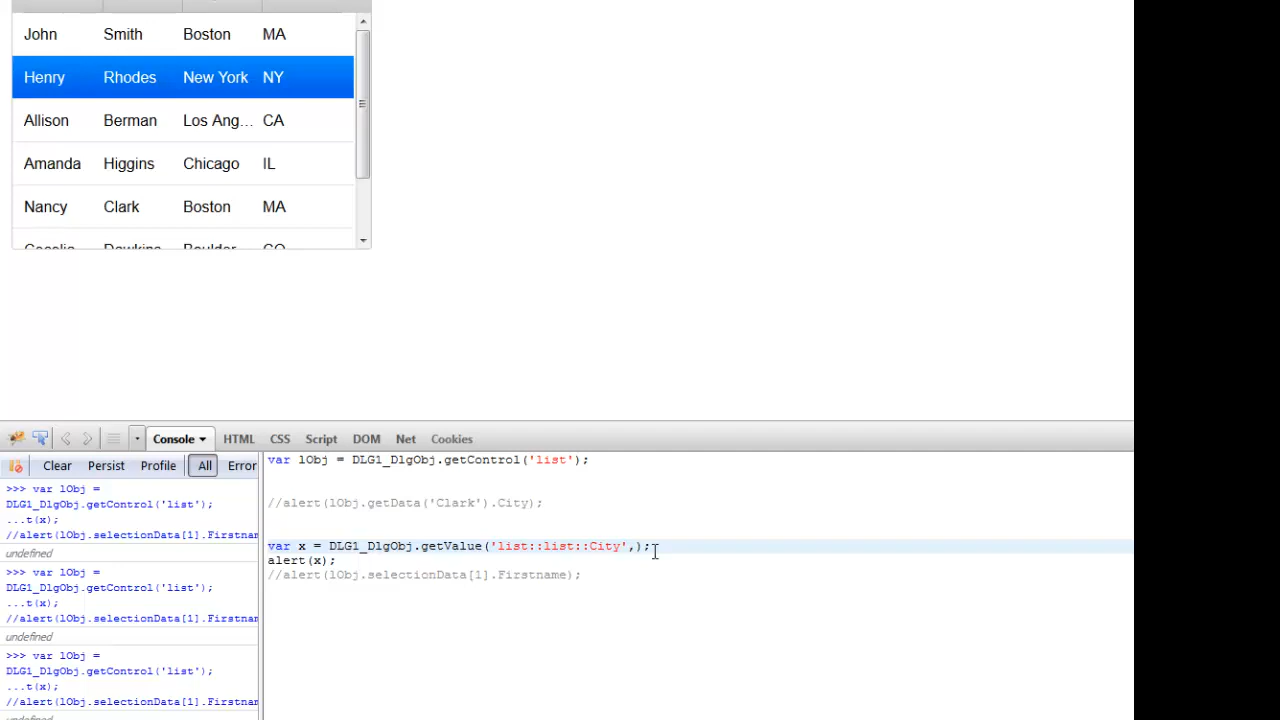 John Smith Boston MA
Henry Rhodes New York NY
Allison Berman Los Ang... CA
Amanda Higgins Chicago IL
Nancy Clark Boston MA
Console HTML CSS Script DOM Net Cookies
Clear Persist Profile All Error
>>> var lObj =
DLG1_DlgObj.getControl('list');
...t(x);
//alert(lObj.selectionData[1].Firstnam
undefined
>>> var lObj =
DLG1_DlgObj.getControl('list');
...t(x);
//alert(lObj.selectionData[1].Firstnam
undefined
>>> var lObj =
DLG1_DlgObj.getControl('list');
...t(x);
//alert(lObj.selectionData[1].Firstnam
undefined
var lObj = DLG1_DlgObj.getControl('list');
//alert(lObj.getData('Clark').City);
var x = DLG1_DlgObj.getValue('list::list::City',);
alert(x);
//alert(lObj.selectionData[1].Firstname);